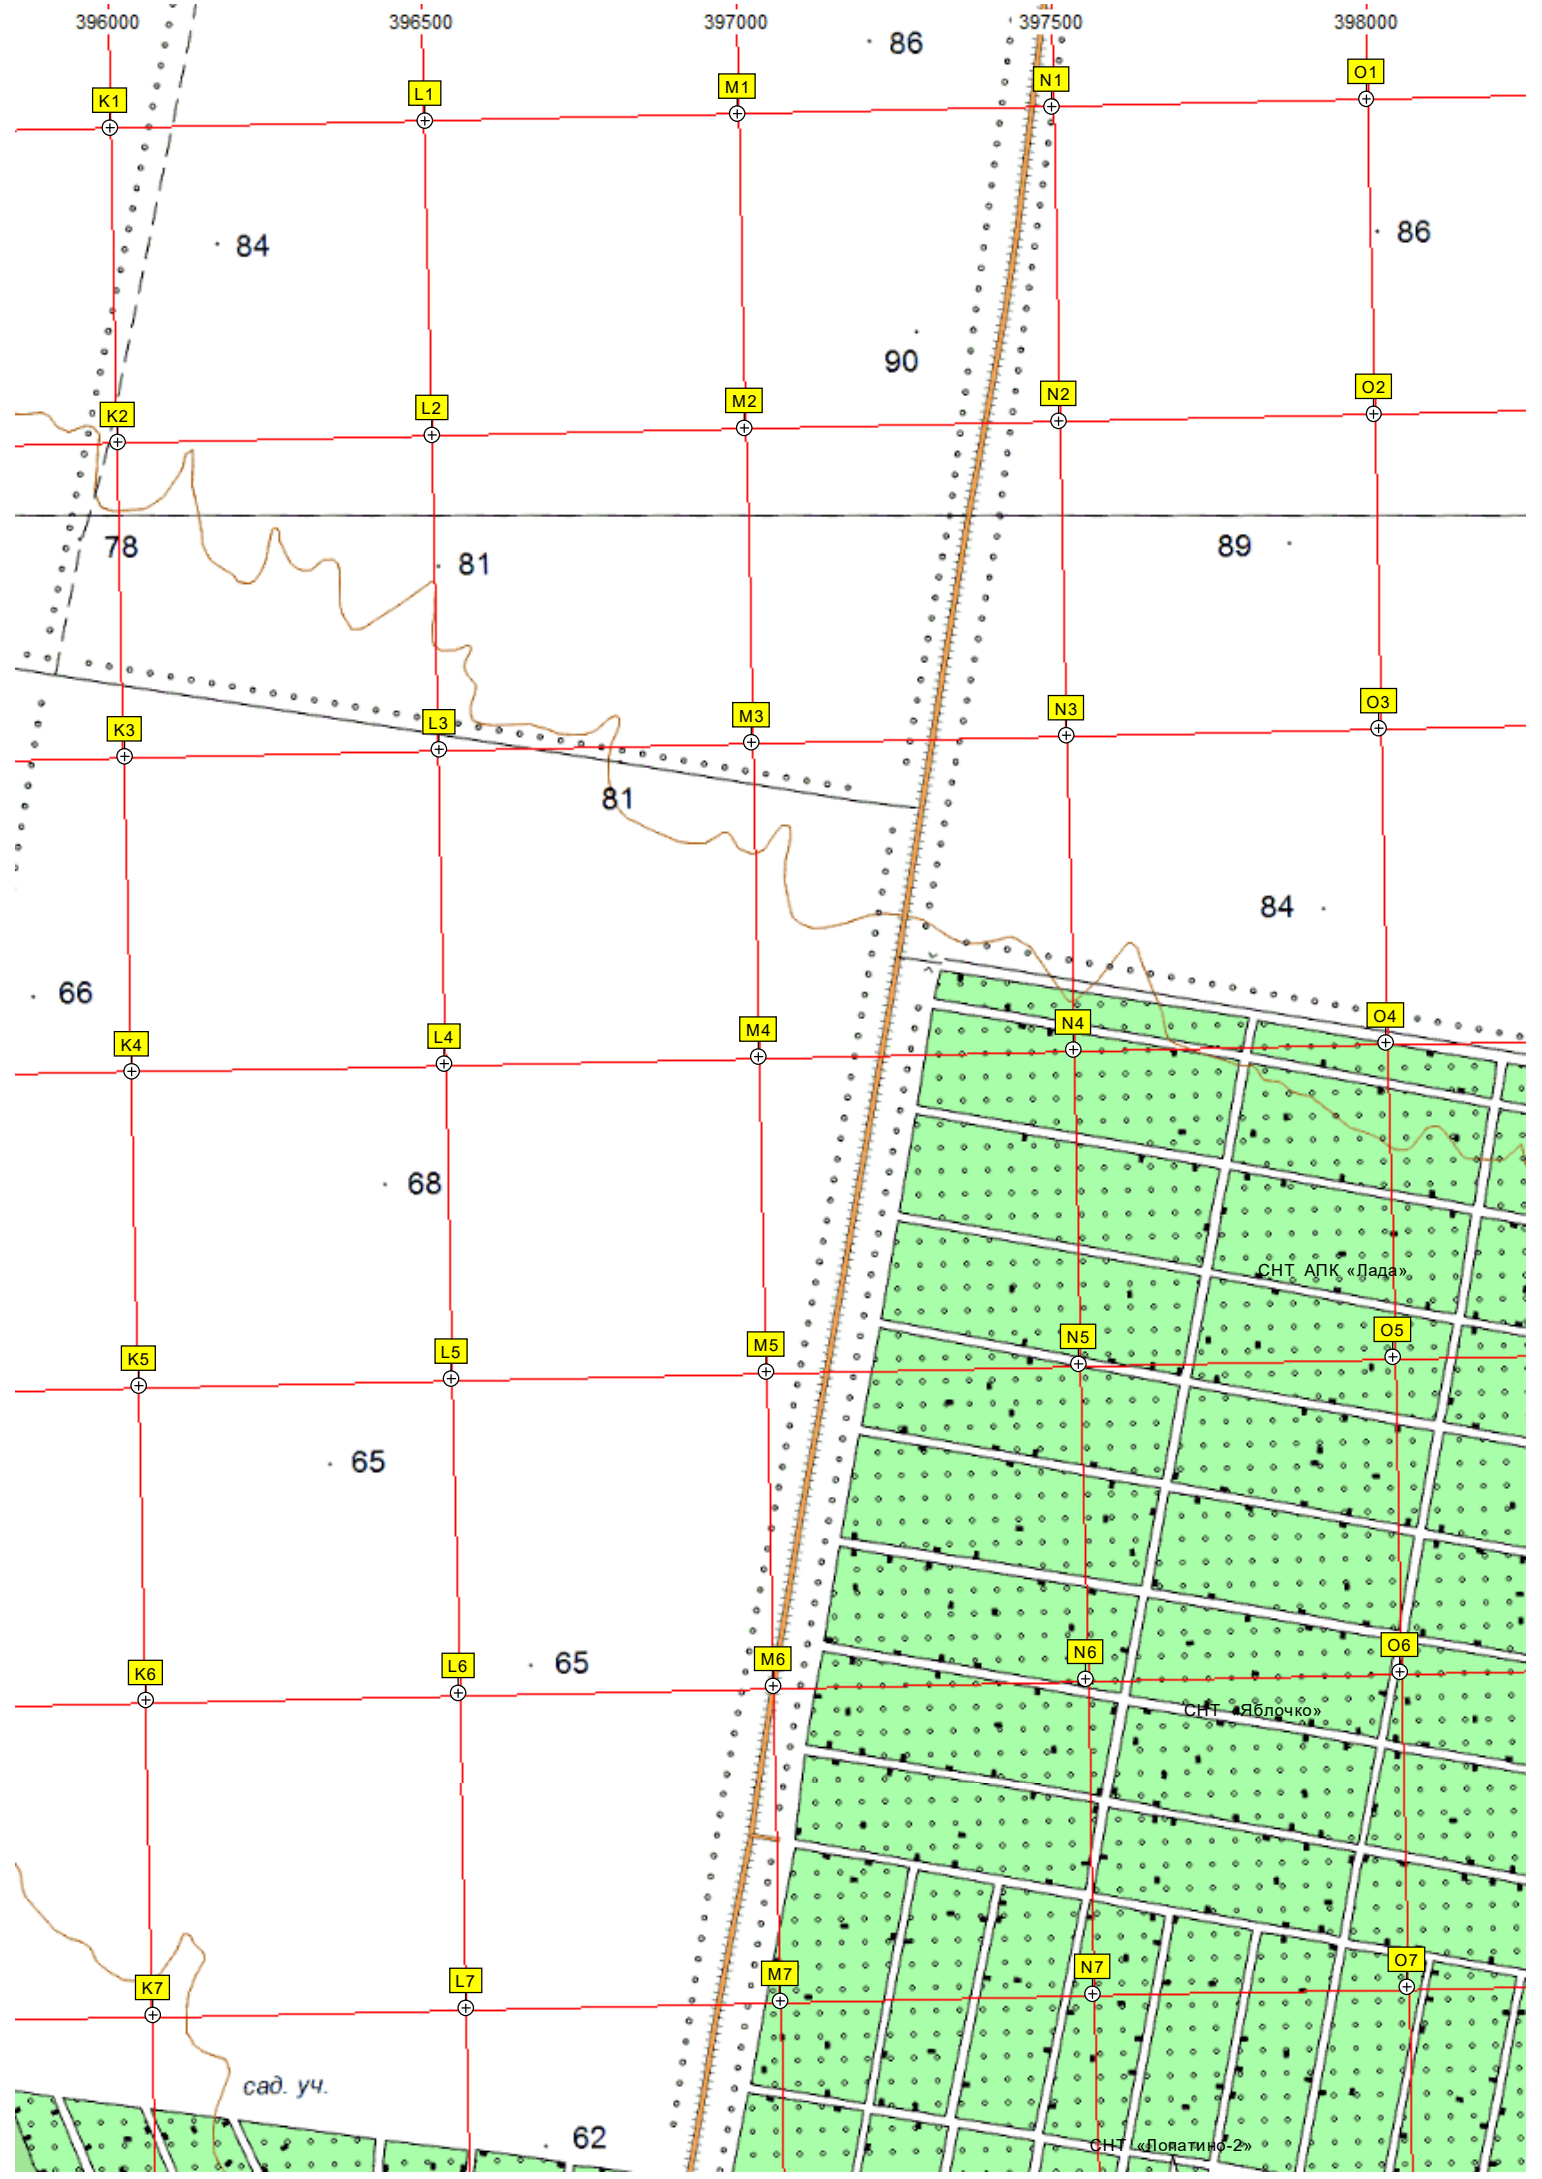 396000 396500 397000 397500 398000
86
K1 L1 M1 N1 O1
84 86
90
K2 L2 M2 N2 O2
78 81 89
K3 L3 M3 N3 O3
81
84
66
K4 L4 M4 N4 O4
68
СНТ АПК «Лада»
K5 L5 M5 N5 O5
65
65
K6 L6 M6 N6 O6
СНТ «Яблочко»
K7 L7 M7 N7 O7
сад. уч.
62
СНТ «Лопатино-2»